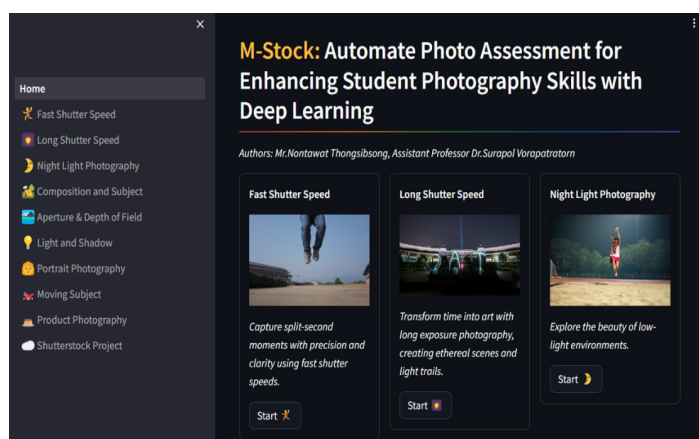 X
Home
Fast Shutter Speed
Long Shutter Speed
Night Light Photography
Composition and Subject
Aperture & Depth of Field
Light and Shadow
Portrait Photography
Moving Subject
Product Photography
Shutterstock Project
M-Stock: Automate Photo Assessment for
Enhancing Student Photography Skills with
Deep Learning
Authors: Mr.Nontawat Thongsibsong, Assistant Professor Dr.Surapol Vorapatratorn
Fast Shutter Speed
Capture split-second
moments with precision and
clarity using fast shutter
speeds.
Start
Long Shutter Speed
Transform time into art with
long exposure photography,
creating ethereal scenes and
light trails.
Start
Night Light Photography
Explore the beauty of low-
light environments.
Start